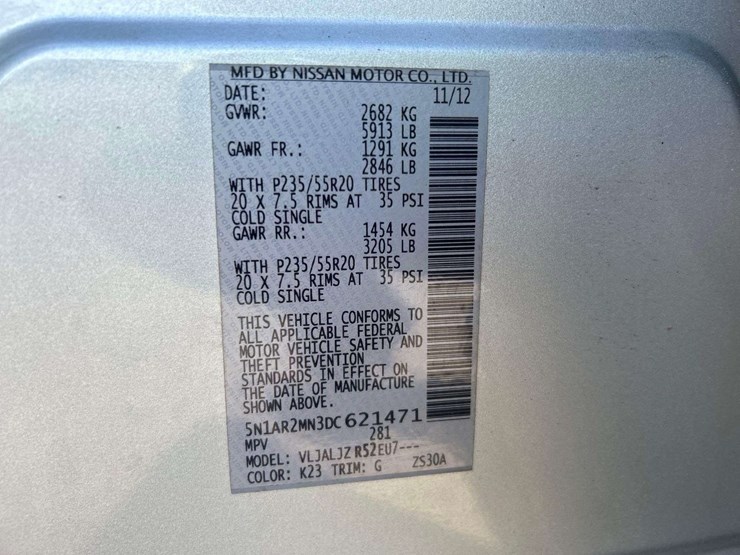 MFD BY NISSAN MOTOR CO., LTD.
DATE: 11/12
GVWR: 2682 KG
5913 LB
GAWR FR.: 1291 KG
2846 LB
WITH P235/55R20 TIRES
20 X 7.5 RIMS AT 35 PSI
COLD SINGLE
GAWR RR.: 1454 KG
3205 LB
WITH P235/55R20 TIRES
20 X 7.5 RIMS AT 35 PSI
COLD SINGLE
THIS VEHICLE CONFORMS TO
ALL APPLICABLE FEDERAL
MOTOR VEHICLE SAFETY AND
THEFT PREVENTION
STANDARDS IN EFFECT ON
THE DATE OF MANUFACTURE
SHOWN ABOVE.
5N1AR2MN3DC621471
MPV 281
MODEL: VLJALJZ R52EU7---
COLOR: K23 TRIM: G ZS30A